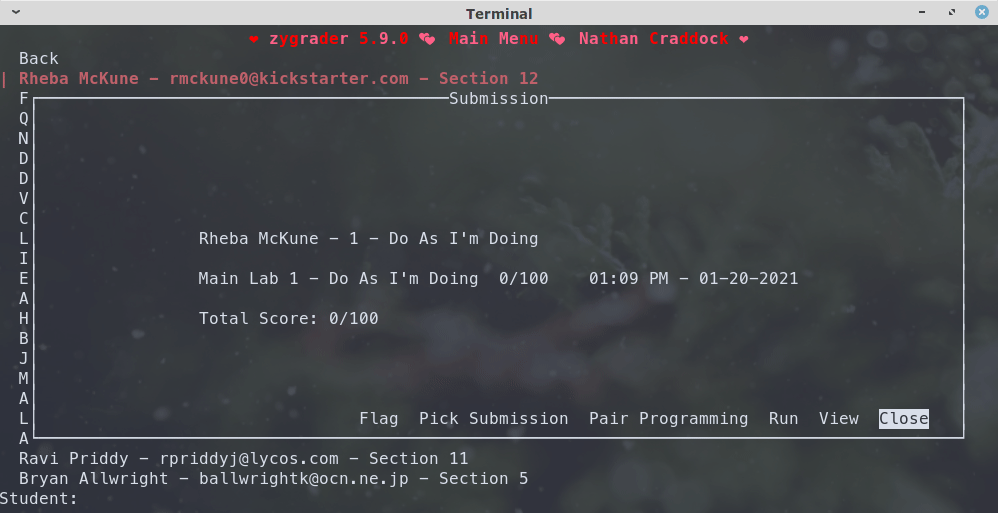 Terminal
❤ zygrader 5.9.0 💕 Main Menu 💕 Nathan Craddock ❤
Back
| Rheba McKune – rmckune0@kickstarter.com – Section 12
F
Submission
Q
N
D
D
V
C
L
Rheba McKune – 1 – Do As I'm Doing
I
E
Main Lab 1 – Do As I'm Doing 0/100 01:09 PM – 01-20-2021
A
H
Total Score: 0/100
B
J
M
A
L
Flag Pick Submission Pair Programming Run View Close
A
Ravi Priddy – rpriddyj@lycos.com – Section 11
Bryan Allwright – ballwrightk@ocn.ne.jp – Section 5
Student: